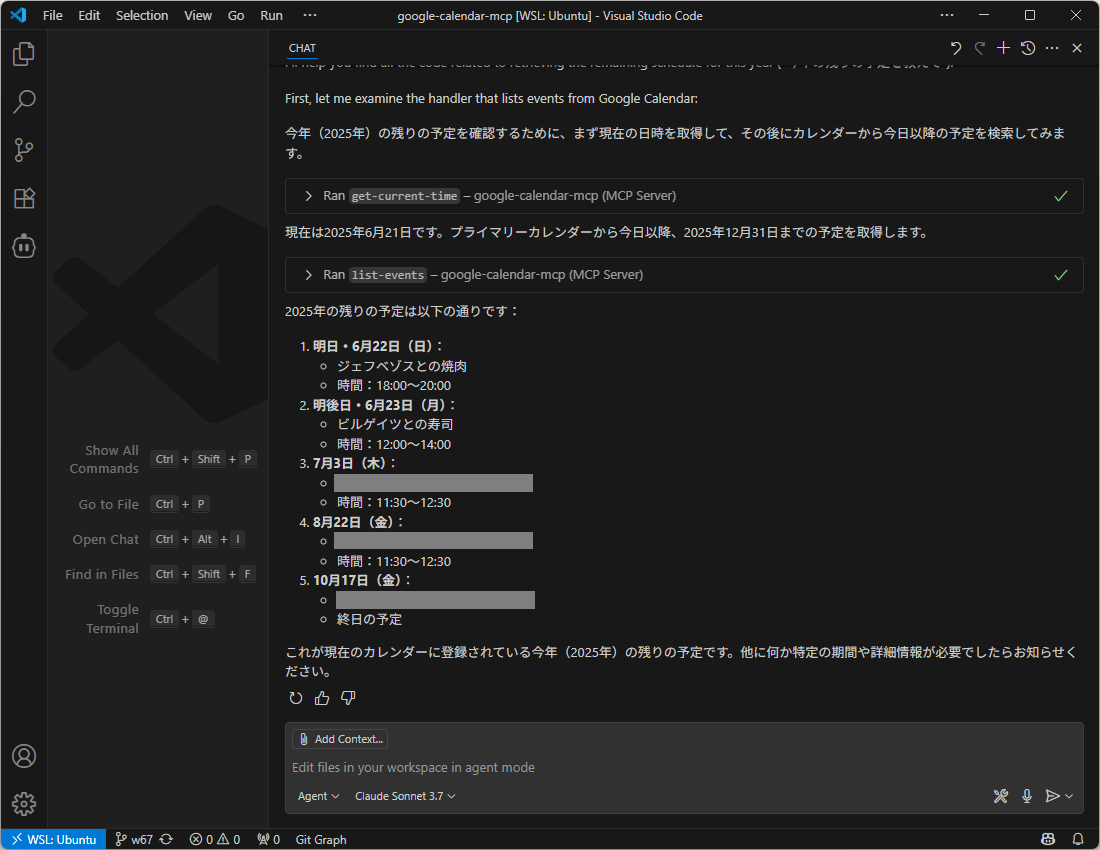 File Edit Selection View Go Run ··· google-calendar-mcp [WSL: Ubuntu] - Visual Studio Code
CHAT
I'll help you find all the code related to retrieving the remaining schedule for this year
First, let me examine the handler that lists events from Google Calendar:
今年（2025年）の残りの予定を確認するために、まず現在の日時を取得して、その後にカレンダーから今日以降の予定を検索してみま
す。
Ran get-current-time – google-calendar-mcp (MCP Server)
現在は2025年6月21日です。プライマリーカレンダーから今日以降、2025年12月31日までの予定を取得します。
Ran list-events – google-calendar-mcp (MCP Server)
2025年の残りの予定は以下の通りです：
1. 明日・6月22日（日）：
ジェフベゾスとの焼肉
時間：18:00～20:00
2. 明後日・6月23日（月）：
ビルゲイツとの寿司
時間：12:00～14:00
3. 7月3日（木）：
時間：11:30～12:30
4. 8月22日（金）：
時間：11:30～12:30
5. 10月17日（金）：
終日の予定
これが現在のカレンダーに登録されている今年（2025年）の残りの予定です。他に何か特定の期間や詳細情報が必要でしたらお知らせく
ださい。
Show All
Commands
Ctrl + Shift + P
Go to File Ctrl + P
Open Chat Ctrl + Alt + I
Find in Files Ctrl + Shift + F
Toggle
Terminal
Ctrl + @
Add Context...
Edit files in your workspace in agent mode
Agent Claude Sonnet 3.7
WSL: Ubuntu w67 0 0 0 Git Graph